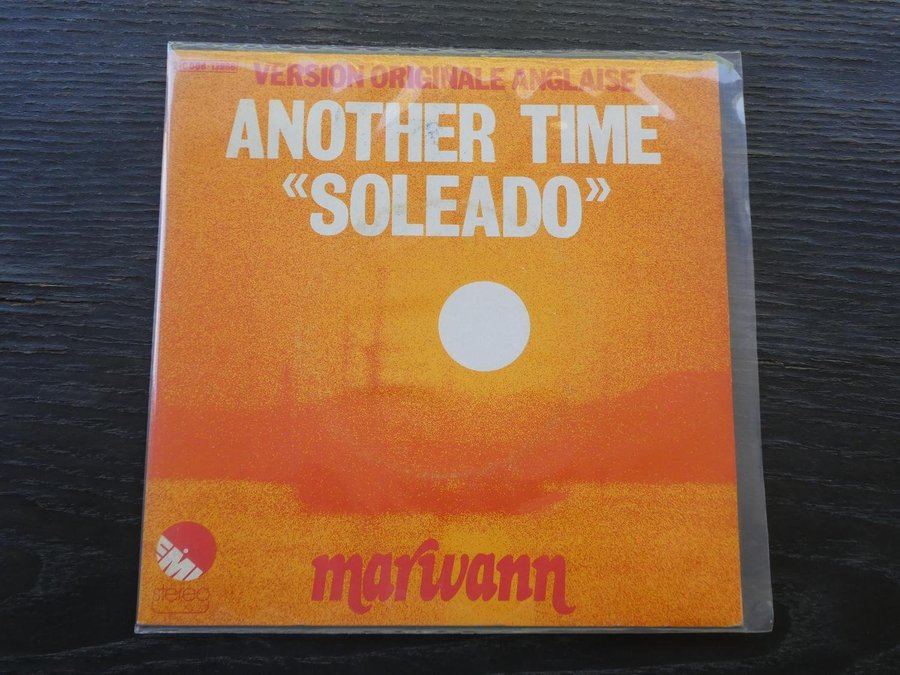 VERSION ORIGINALE ANGLAISE
ANOTHER TIME
«SOLEADO»
marwann
EMI
stereo